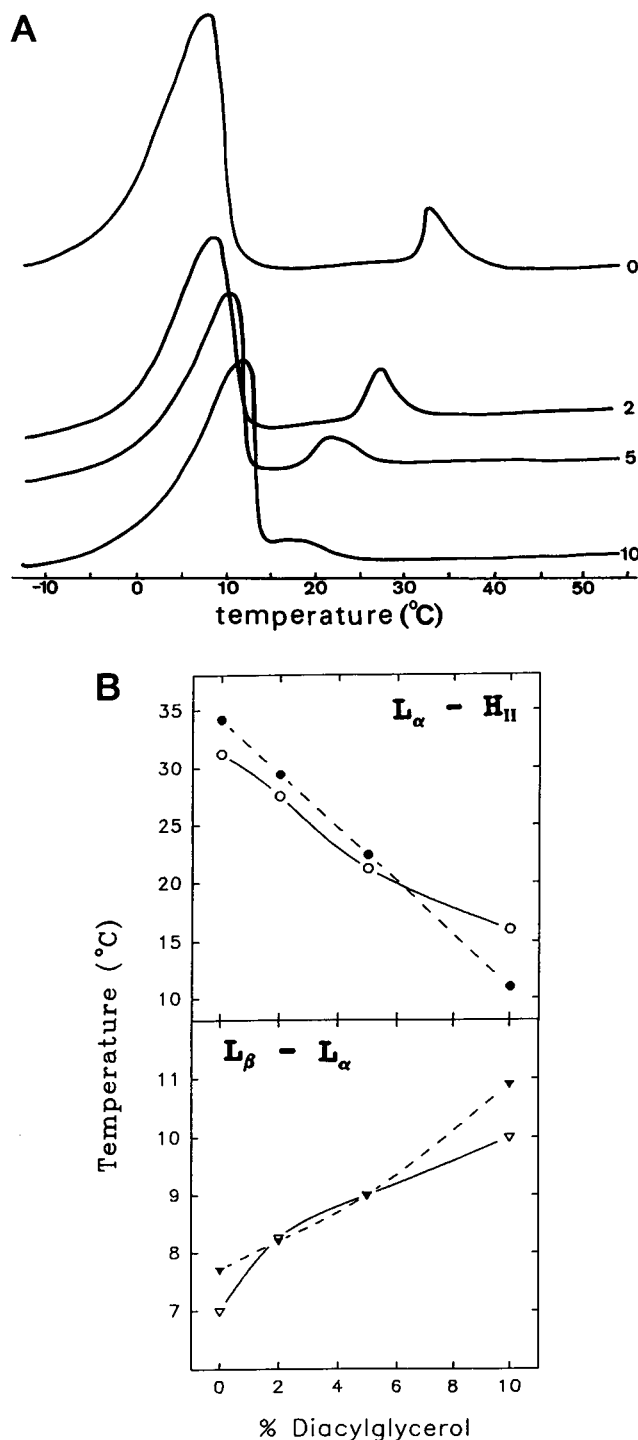 A
0
2
5
10
-10 0 10 20 30 40 50
temperature (°C)
B
Lα - HII
35
30
25
20
15
10
Temperature (°C)
Lβ - Lα
11
10
9
8
7
0 2 4 6 8 10
% Diacylglycerol